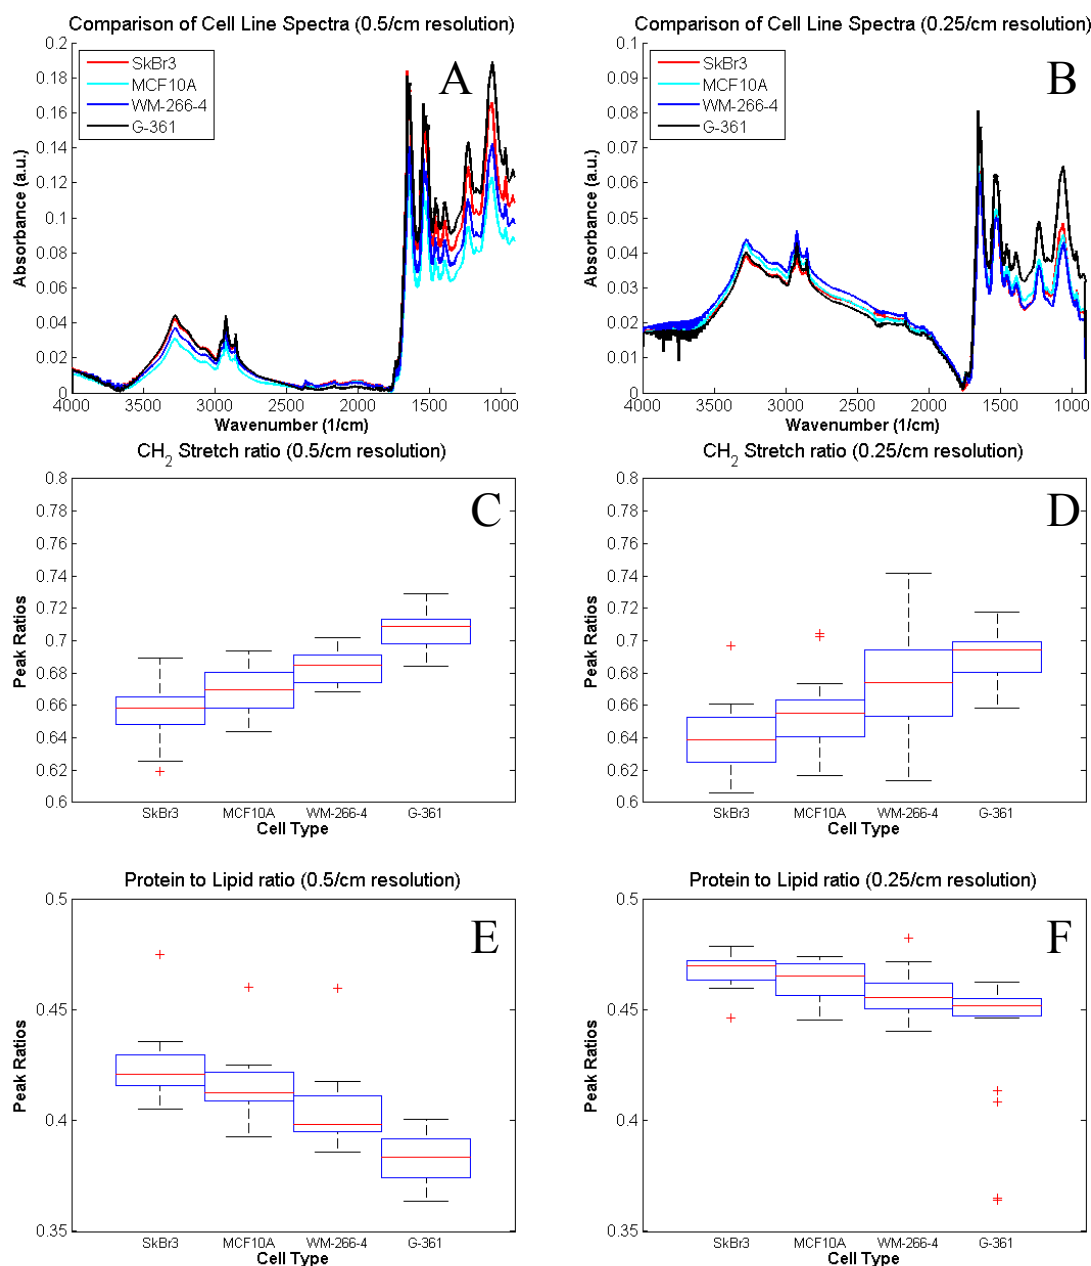 Comparison of Cell Line Spectra (0.5/cm resolution)
0.2
0.18
0.16
0.14
0.12
0.1
0.08
0.06
0.04
0.02
0
Absorbance (a.u.)
SkBr3
MCF10A
WM-266-4
G-361
A
4000 3500 3000 2500 2000 1500 1000
Wavenumber (1/cm)
Comparison of Cell Line Spectra (0.25/cm resolution)
0.1
0.09
0.08
0.07
0.06
0.05
0.04
0.03
0.02
0.01
0
Absorbance (a.u.)
SkBr3
MCF10A
WM-266-4
G-361
B
4000 3500 3000 2500 2000 1500 1000
Wavenumber (1/cm)
CH2 Stretch ratio (0.5/cm resolution)
0.8
0.78
0.76
0.74
0.72
0.7
0.68
0.66
0.64
0.62
0.6
Peak Ratios
C
SkBr3 MCF10A WM-266-4 G-361
Cell Type
CH2 Stretch ratio (0.25/cm resolution)
0.8
0.78
0.76
0.74
0.72
0.7
0.68
0.66
0.64
0.62
0.6
Peak Ratios
D
SkBr3 MCF10A WM-266-4 G-361
Cell Type
Protein to Lipid ratio (0.5/cm resolution)
0.5
0.45
0.4
0.35
Peak Ratios
E
SkBr3 MCF10A WM-266-4 G-361
Cell Type
Protein to Lipid ratio (0.25/cm resolution)
0.5
0.45
0.4
0.35
Peak Ratios
F
SkBr3 MCF10A WM-266-4 G-361
Cell Type